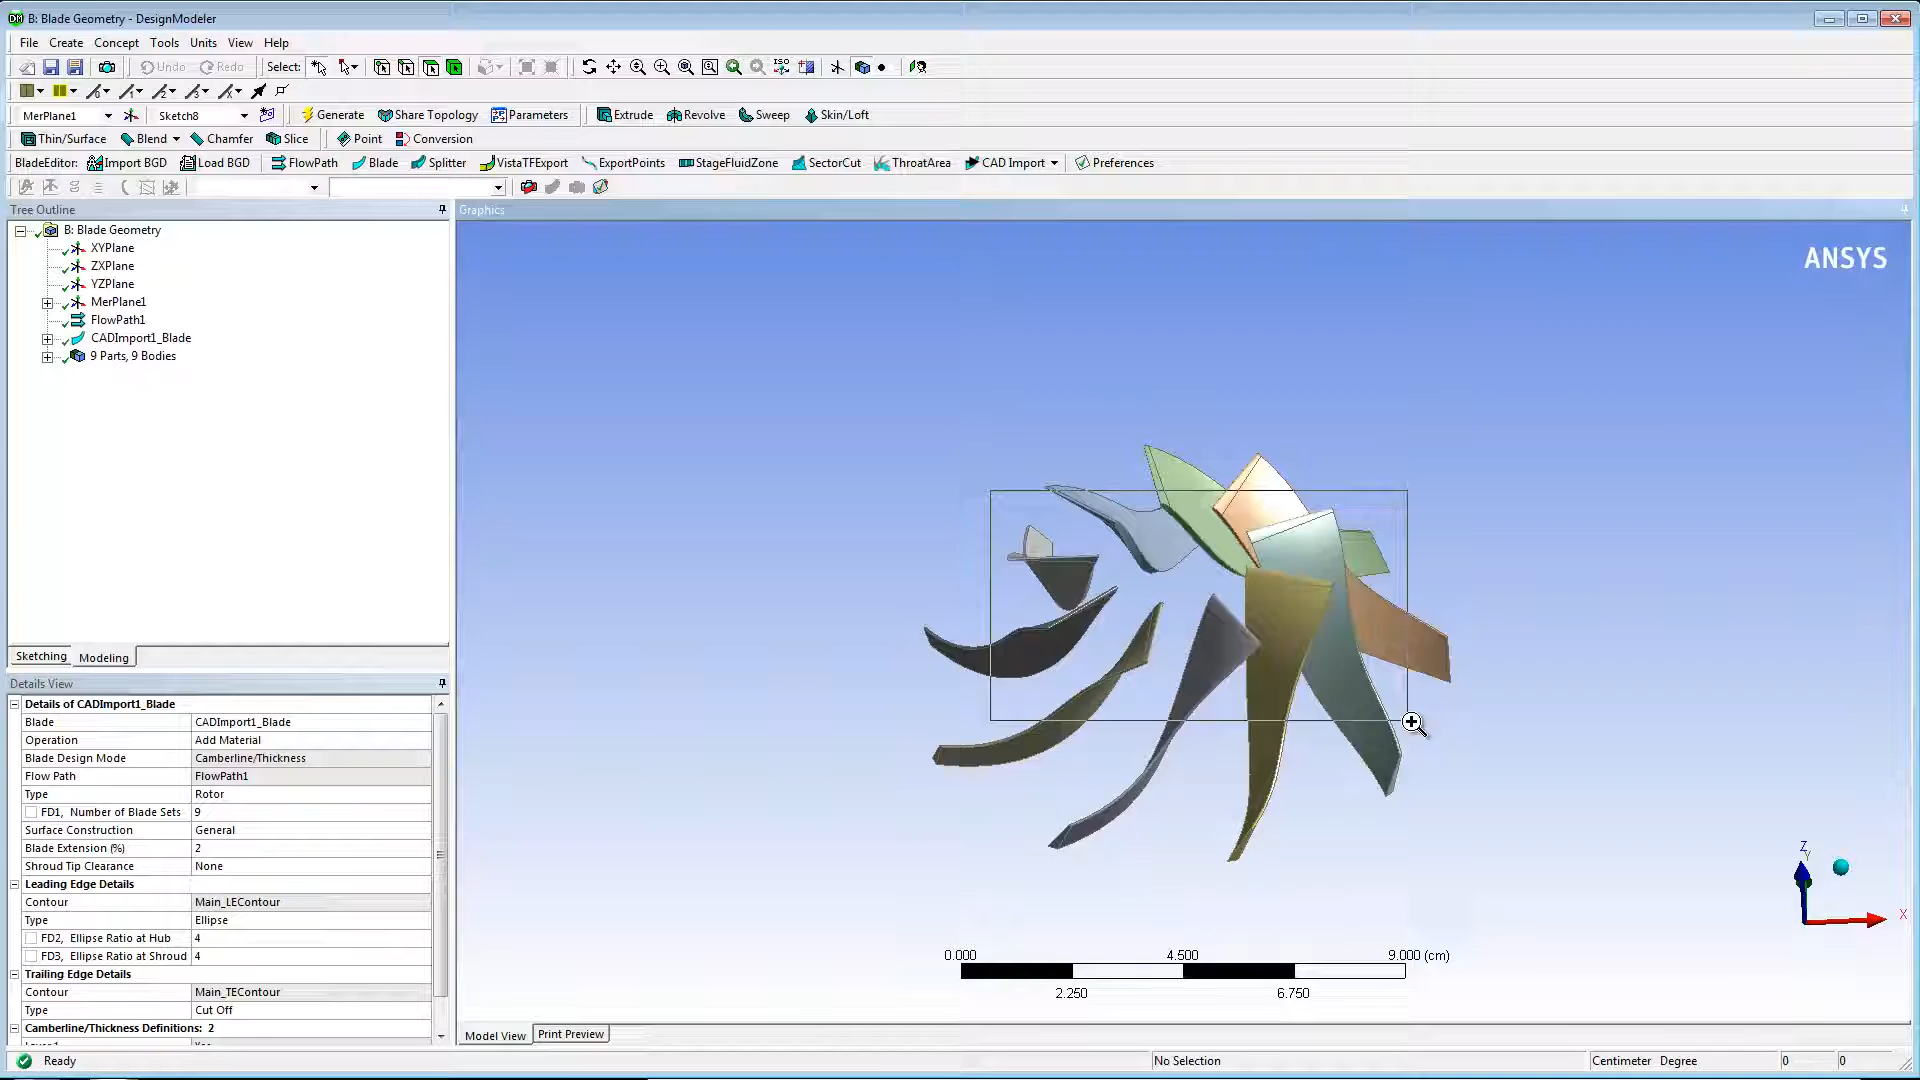 B: Blade Geometry - DesignModeler
File Create Concept Tools Units View Help
Undo Redo Select: ISO
MerPlane1 Sketch8 Generate Share Topology Parameters Extrude Revolve Sweep Skin/Loft
Thin/Surface Blend Chamfer Slice Point Conversion
BladeEditor: Import BGD Load BGD FlowPath Blade Splitter VistaTFExport ExportPoints StageFluidZone SectorCut ThroatArea CAD Import Preferences
Tree Outline
B: Blade Geometry
XYPlane
ZXPlane
YZPlane
MerPlane1
FlowPath1
CADImport1_Blade
9 Parts, 9 Bodies
Sketching Modeling
Details View
Details of CADImport1_Blade
Blade CADImport1_Blade
Operation Add Material
Blade Design Mode Camberline/Thickness
Flow Path FlowPath1
Type Rotor
FD1, Number of Blade Sets 9
Surface Construction General
Blade Extension (%) 2
Shroud Tip Clearance None
Leading Edge Details
Contour Main_LEContour
Type Ellipse
FD2, Ellipse Ratio at Hub 4
FD3, Ellipse Ratio at Shroud 4
Trailing Edge Details
Contour Main_TEContour
Type Cut Off
Camberline/Thickness Definitions: 2
Graphics
ANSYS
Z
Y
X
0.000 4.500 9.000 (cm)
2.250 6.750
Model View Print Preview
Ready No Selection Centimeter Degree 0 0